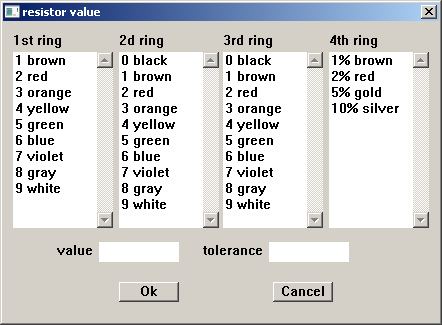 resistor value
1st ring
2d ring
3rd ring
4th ring
1 brown
2 red
3 orange
4 yellow
5 green
6 blue
7 violet
8 gray
9 white
0 black
1 brown
2 red
3 orange
4 yellow
5 green
6 blue
7 violet
8 gray
9 white
0 black
1 brown
2 red
3 orange
4 yellow
5 green
6 blue
7 violet
8 gray
9 white
1% brown
2% red
5% gold
10% silver
value
tolerance
Ok
Cancel